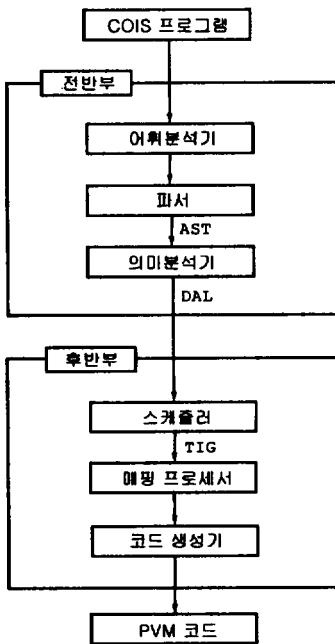 COIS 프로그램
전반부
어휘분석기
파서
AST
의미분석기
DAL
후반부
스케쥴러
TIG
매핑 프로세서
코드 생성기
PVM 코드